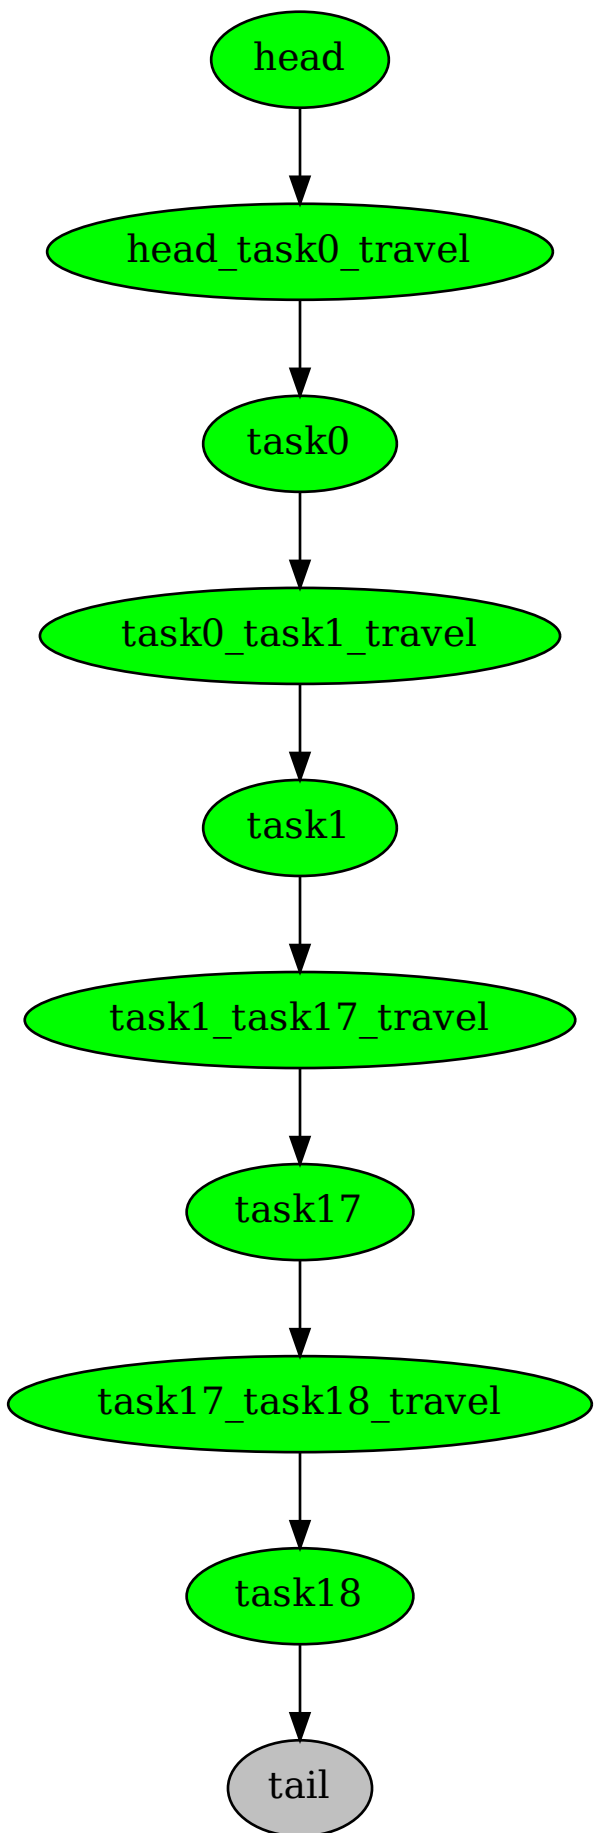 head
head_task0_travel
task0
task0_task1_travel
task1
task1_task17_travel
task17
task17_task18_travel
task18
tail